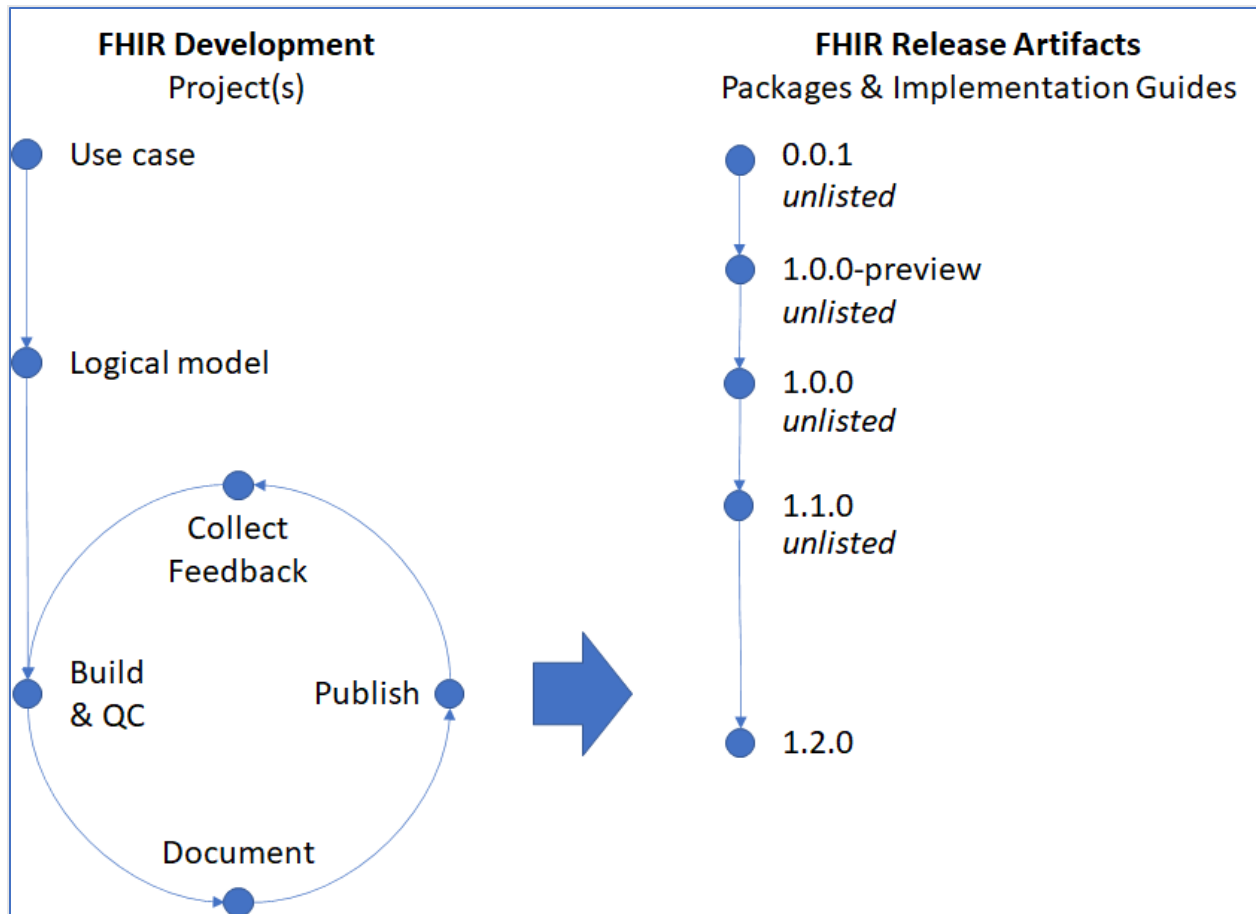 FHIR Development
Project(s)
Use case
Logical model
Collect
Feedback
Build
& QC
Publish
Document
FHIR Release Artifacts
Packages & Implementation Guides
0.0.1
unlisted
1.0.0-preview
unlisted
1.0.0
unlisted
1.1.0
unlisted
1.2.0